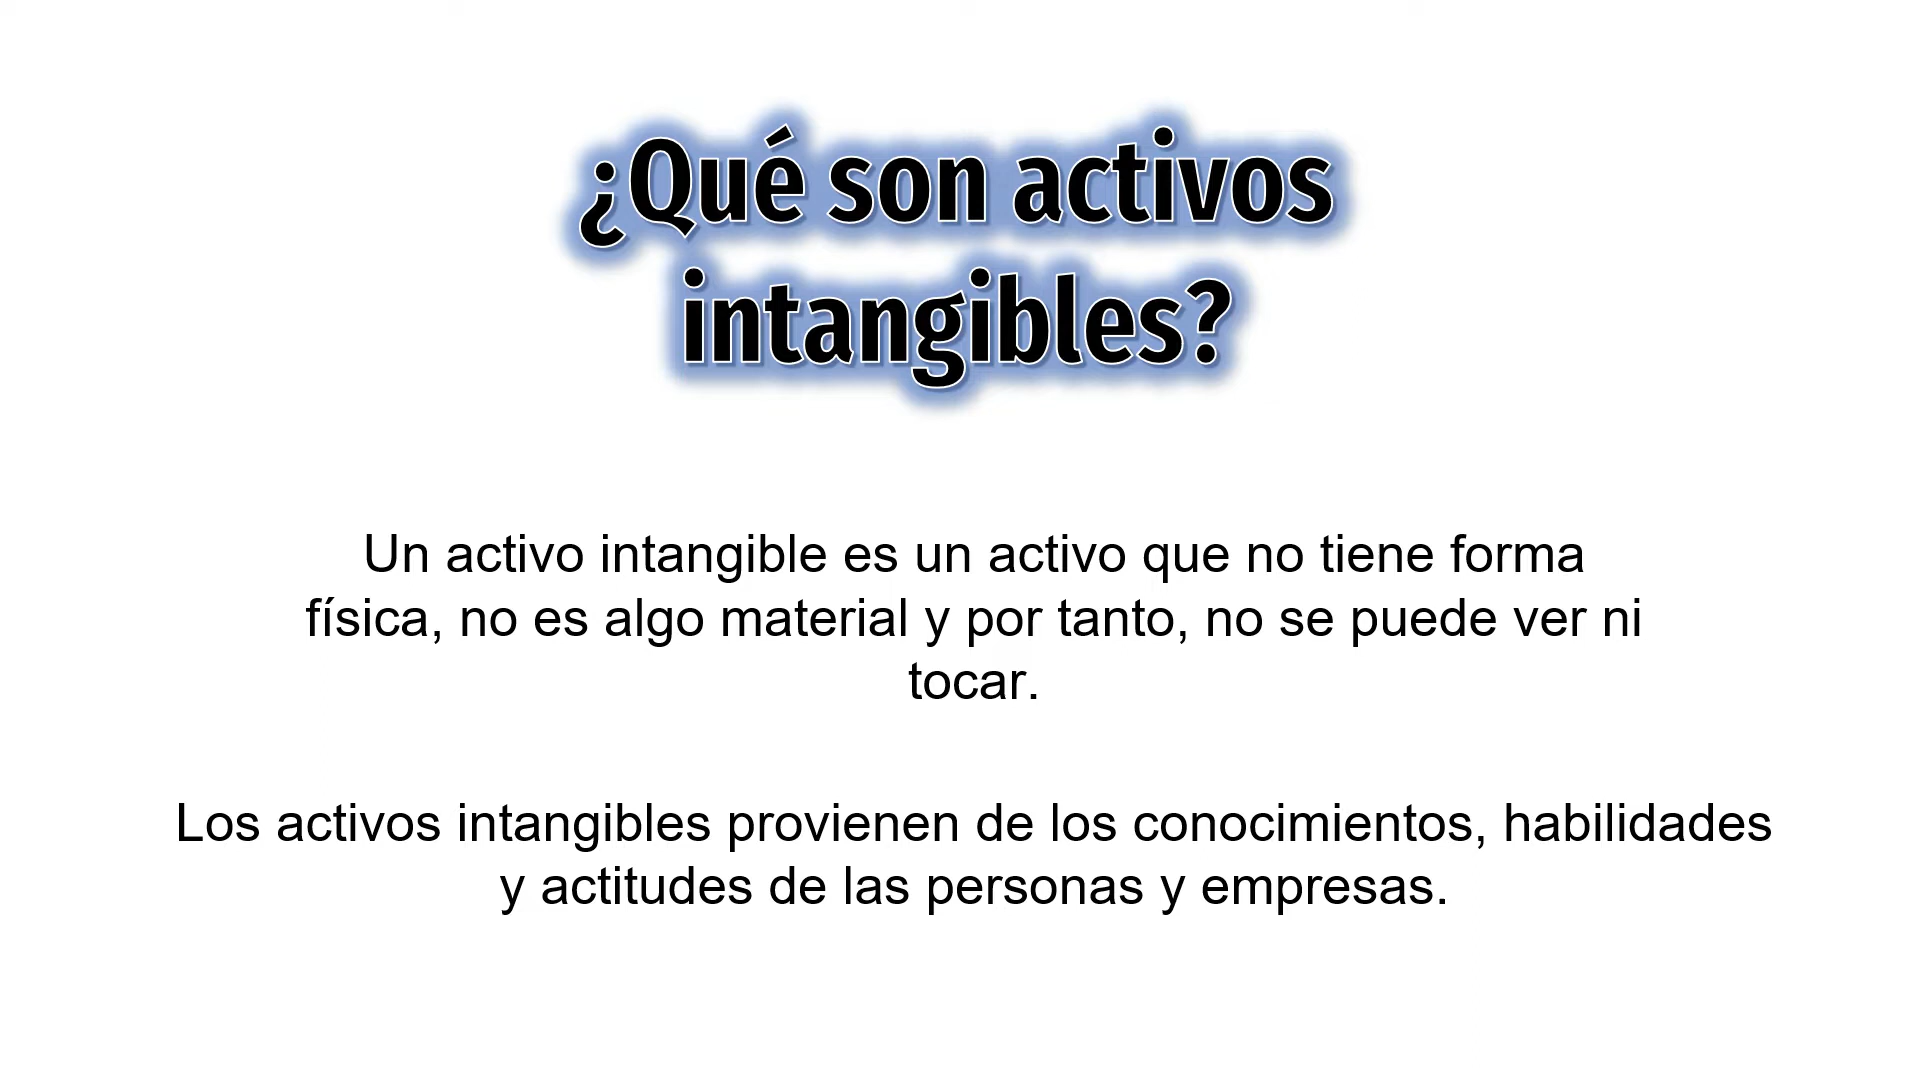 ¿Qué son activos
intangibles?
Un activo intangible es un activo que no tiene forma
física, no es algo material y por tanto, no se puede ver ni
tocar.
Los activos intangibles provienen de los conocimientos, habilidades
y actitudes de las personas y empresas.